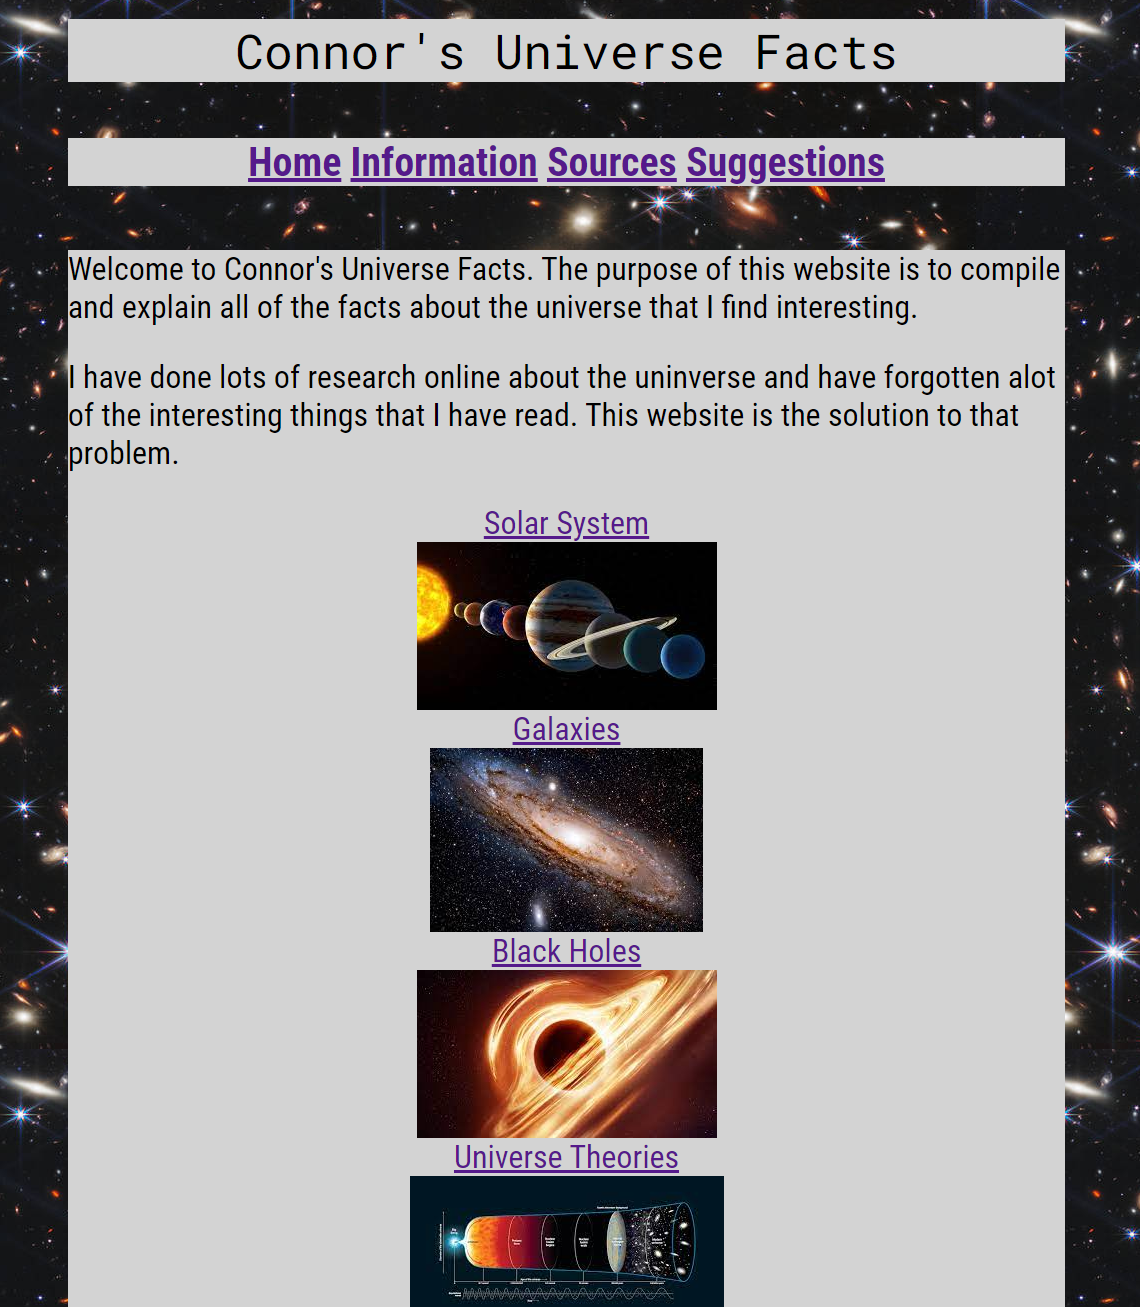 Connor's Universe Facts
Home Information Sources Suggestions
Welcome to Connor's Universe Facts. The purpose of this website is to compile
and explain all of the facts about the universe that I find interesting.
I have done lots of research online about the uninverse and have forgotten alot
of the interesting things that I have read. This website is the solution to that
problem.
Solar System
Galaxies
Black Holes
Universe Theories